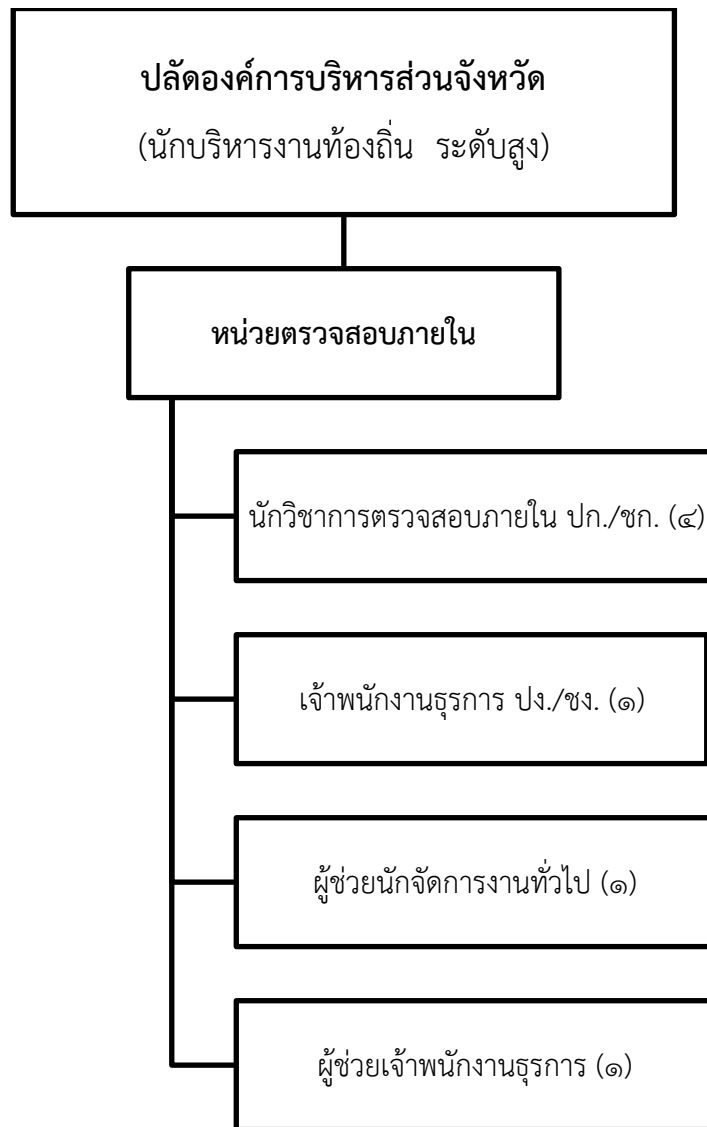 ปลัดองค์การบริหารส่วนจังหวัด
(นักบริหารงานท้องถิ่น ระดับสูง)
หน่วยตรวจสอบภายใน
นักวิชาการตรวจสอบภายใน ปก./ชก. (๔)
เจ้าพนักงานธุรการ ปง./ชง. (๑)
ผู้ช่วยนักจัดการงานทั่วไป (๑)
ผู้ช่วยเจ้าพนักงานธุรการ (๑)